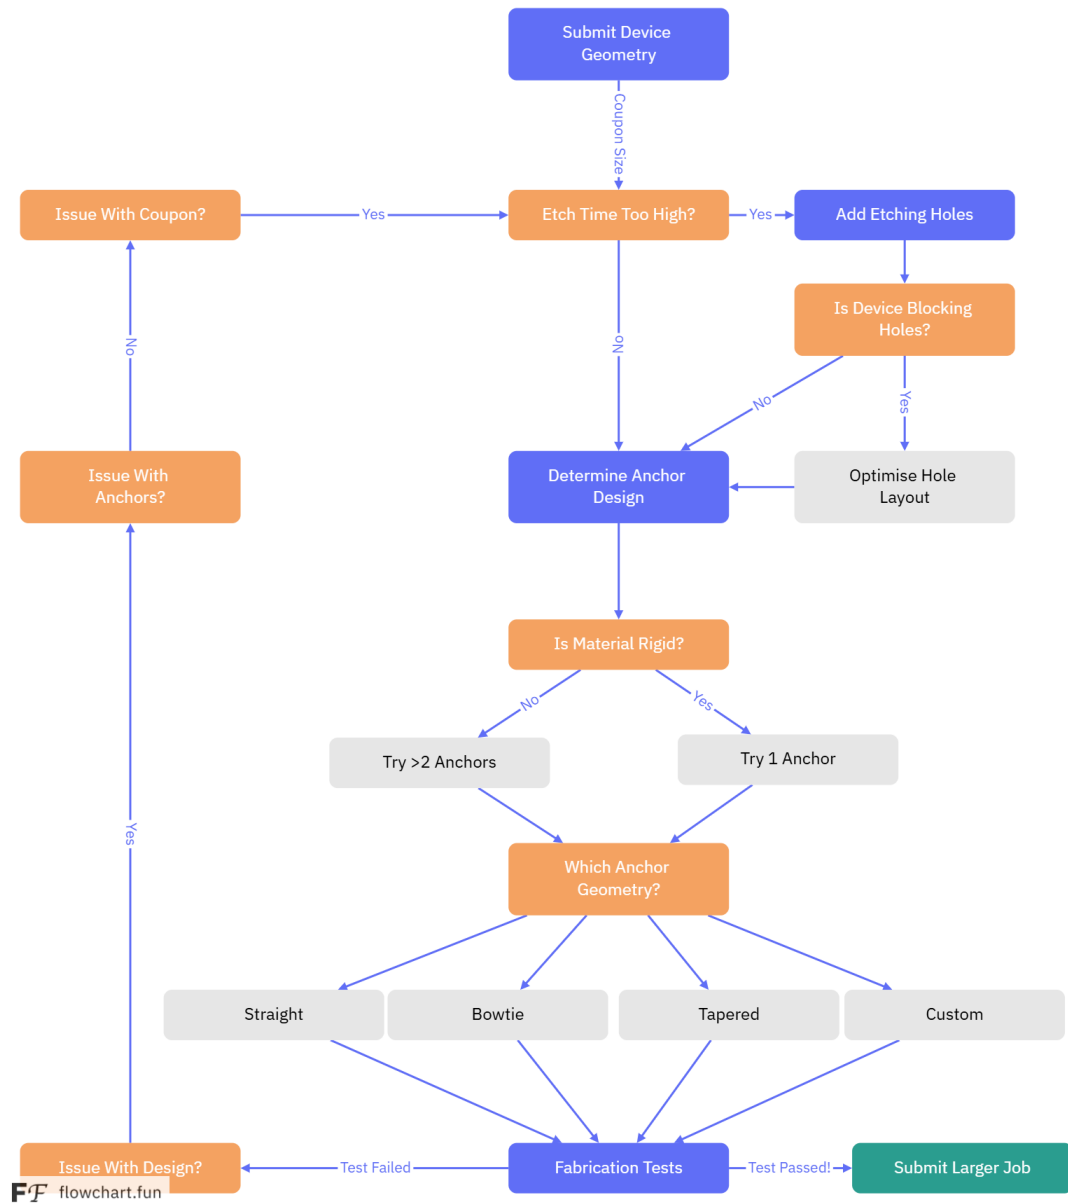 Submit Device
Geometry
Coupon Size
Issue With Coupon?
Yes
Etch Time Too High?
Yes
Add Etching Holes
Is Device Blocking
Holes?
No
No
No
Yes
Issue With
Anchors?
Determine Anchor
Design
Optimise Hole
Layout
Is Material Rigid?
No
Yes
Try >2 Anchors
Try 1 Anchor
Yes
Which Anchor
Geometry?
Straight
Bowtie
Tapered
Custom
Issue With Design?
Test Failed
Fabrication Tests
Test Passed!
Submit Larger Job
FF flowchart.fun